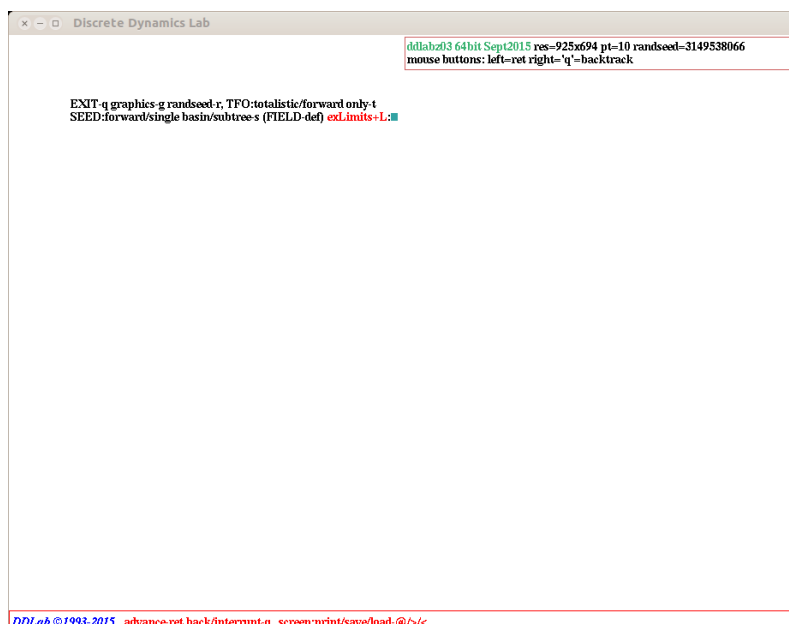 Discrete Dynamics Lab
ddlabz03 64bit Sept2015 res=925x694 pt=10 randseed=3149538066
mouse buttons: left=ret right='q'=backtrack
EXIT-q graphics-g randseed-r, TFO:totalistic/forward only-t
SEED:forward/single basin/subtree-s (FIELD-def) exLimits+L:
DDLab ©1993-2015 advance-ret back/interrupt-q screen:print/save/load-@/>/<